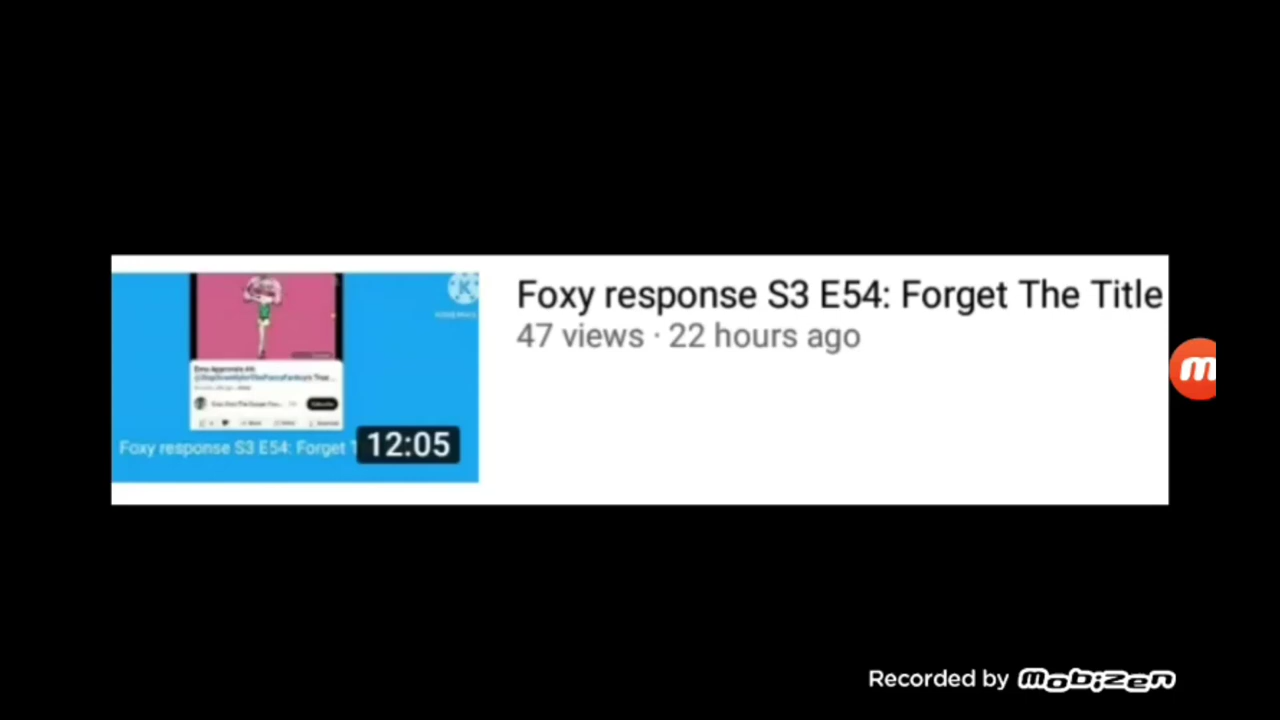 Foxy response S3 E54: Forget The Title
47 views · 22 hours ago
Foxy response S3 E54: Forget
12:05
Recorded by mobizen